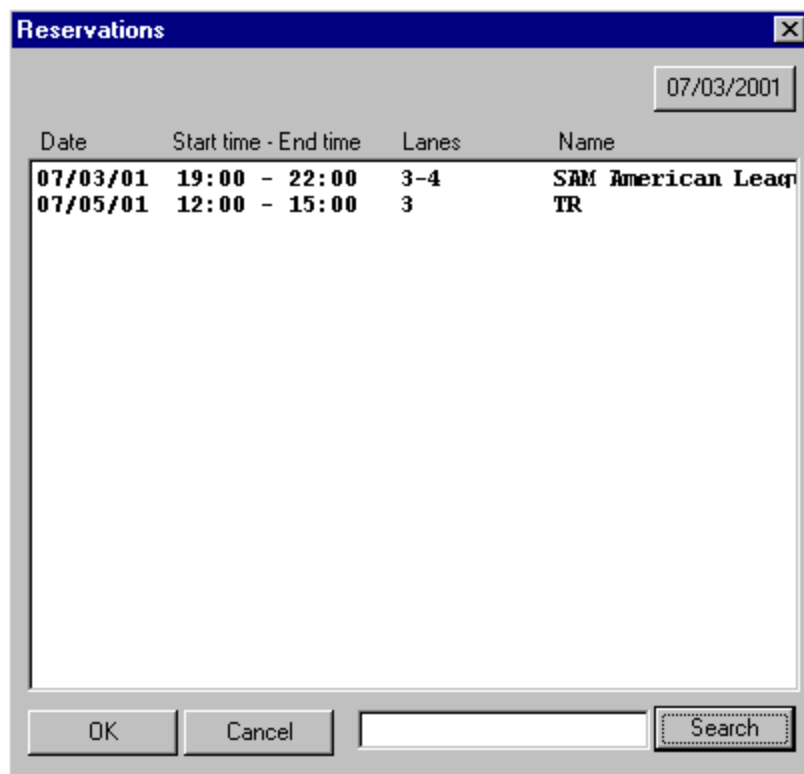 Reservations
07/03/2001
Date Start time - End time Lanes Name
07/03/01 19:00 - 22:00 3-4 SAM American Leag
07/05/01 12:00 - 15:00 3 TR
OK Cancel Search